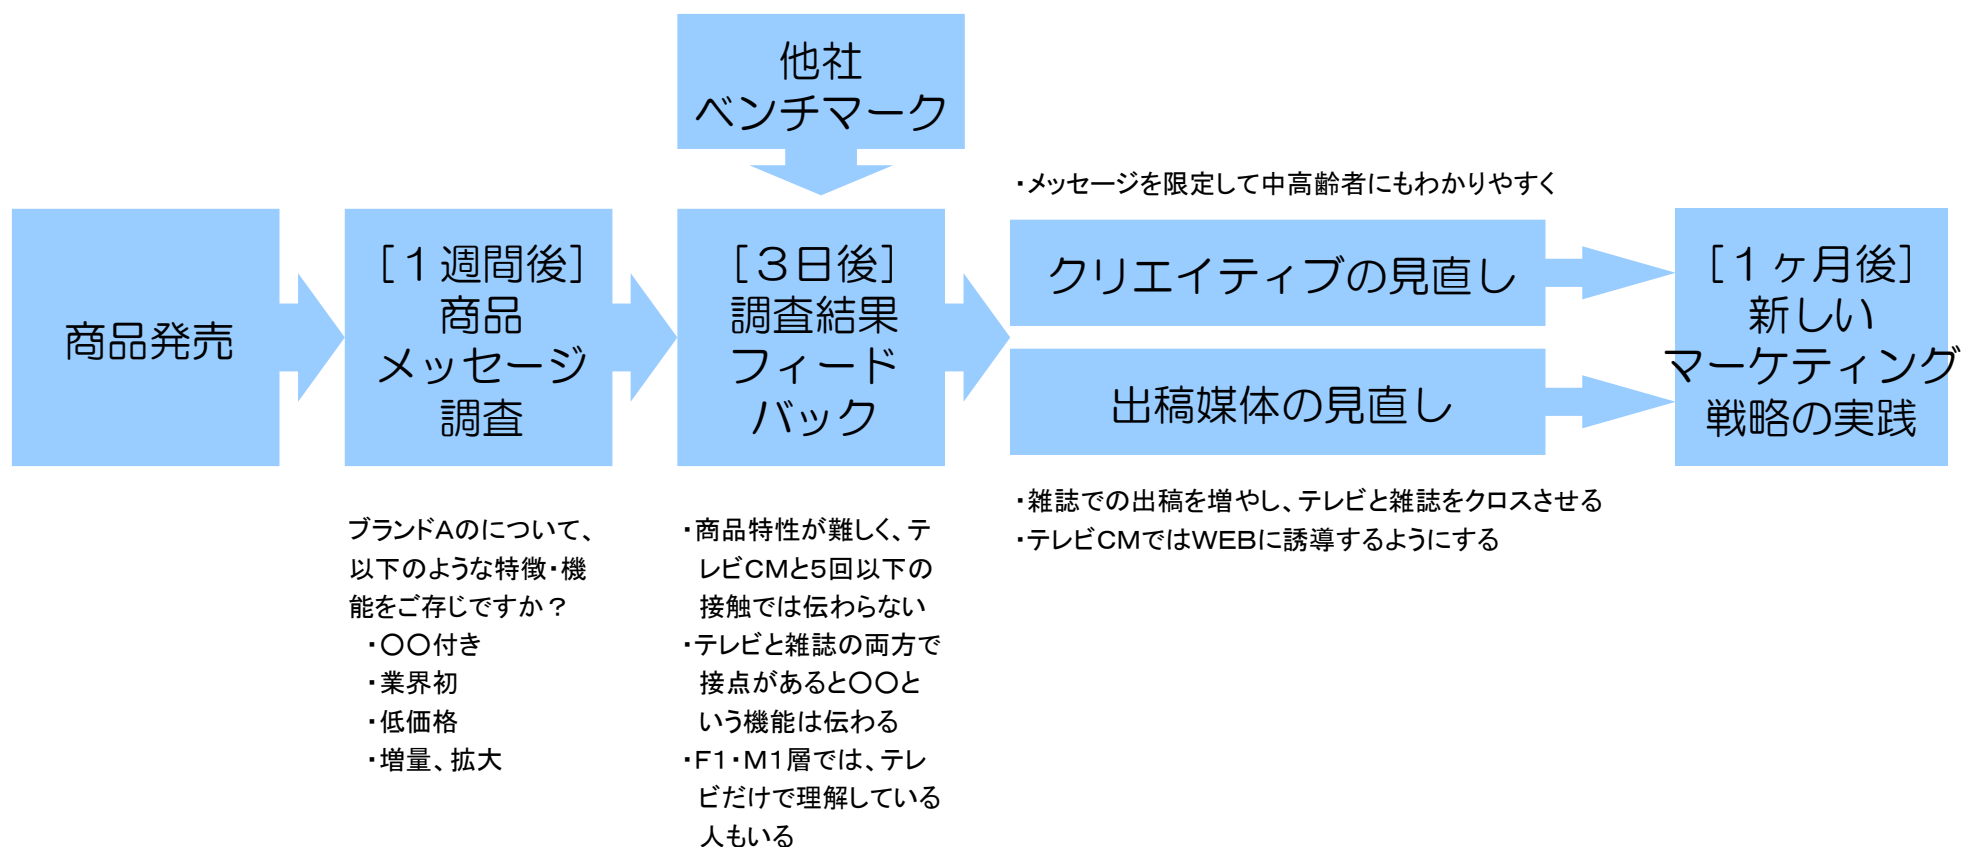 他社
ベンチマーク
商品発売
[１週間後]
商品
メッセージ
調査
[３日後]
調査結果
フィード
バック
・メッセージを限定して中高齢者にもわかりやすく
クリエイティブの見直し
出稿媒体の見直し
・雑誌での出稿を増やし、テレビと雑誌をクロスさせる
・テレビCMではWEBに誘導するようにする
[１ヶ月後]
新しい
マーケティング
戦略の実践
ブランドAのについて、
以下のような特徴・機
能をご存じですか？
・〇〇付き
・業界初
・低価格
・増量、拡大
・商品特性が難しく、テ
レビCMと5回以下の
接触では伝わらない
・テレビと雑誌の両方で
接点があると〇〇と
いう機能は伝わる
・F1・M1層では、テレ
ビだけで理解している
人もいる